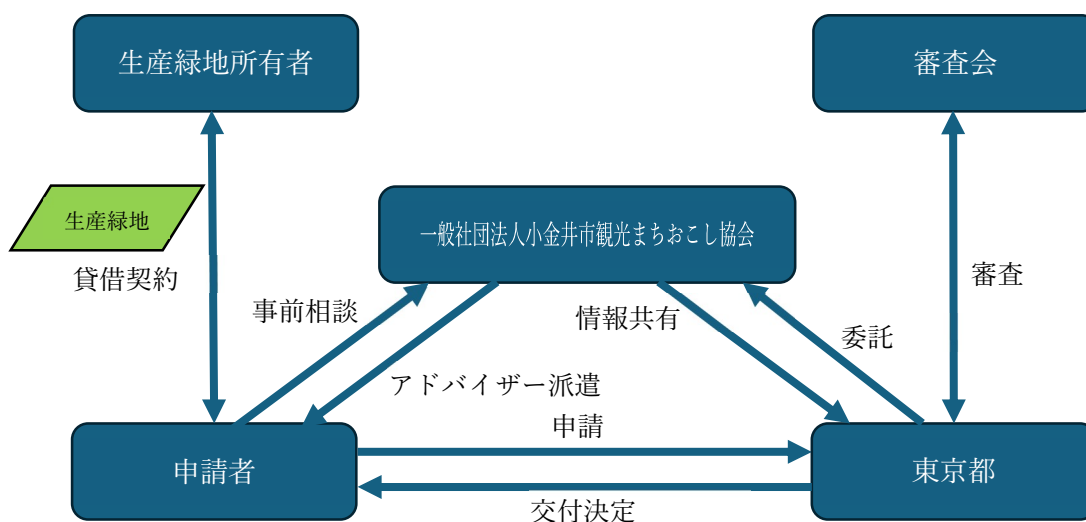 生産緑地所有者
審査会
生産緑地
一般社団法人小金井市観光まちおこし協会
貸借契約
審査
事前相談
情報共有
委託
アドバイザー派遣
申請
申請者
東京都
交付決定